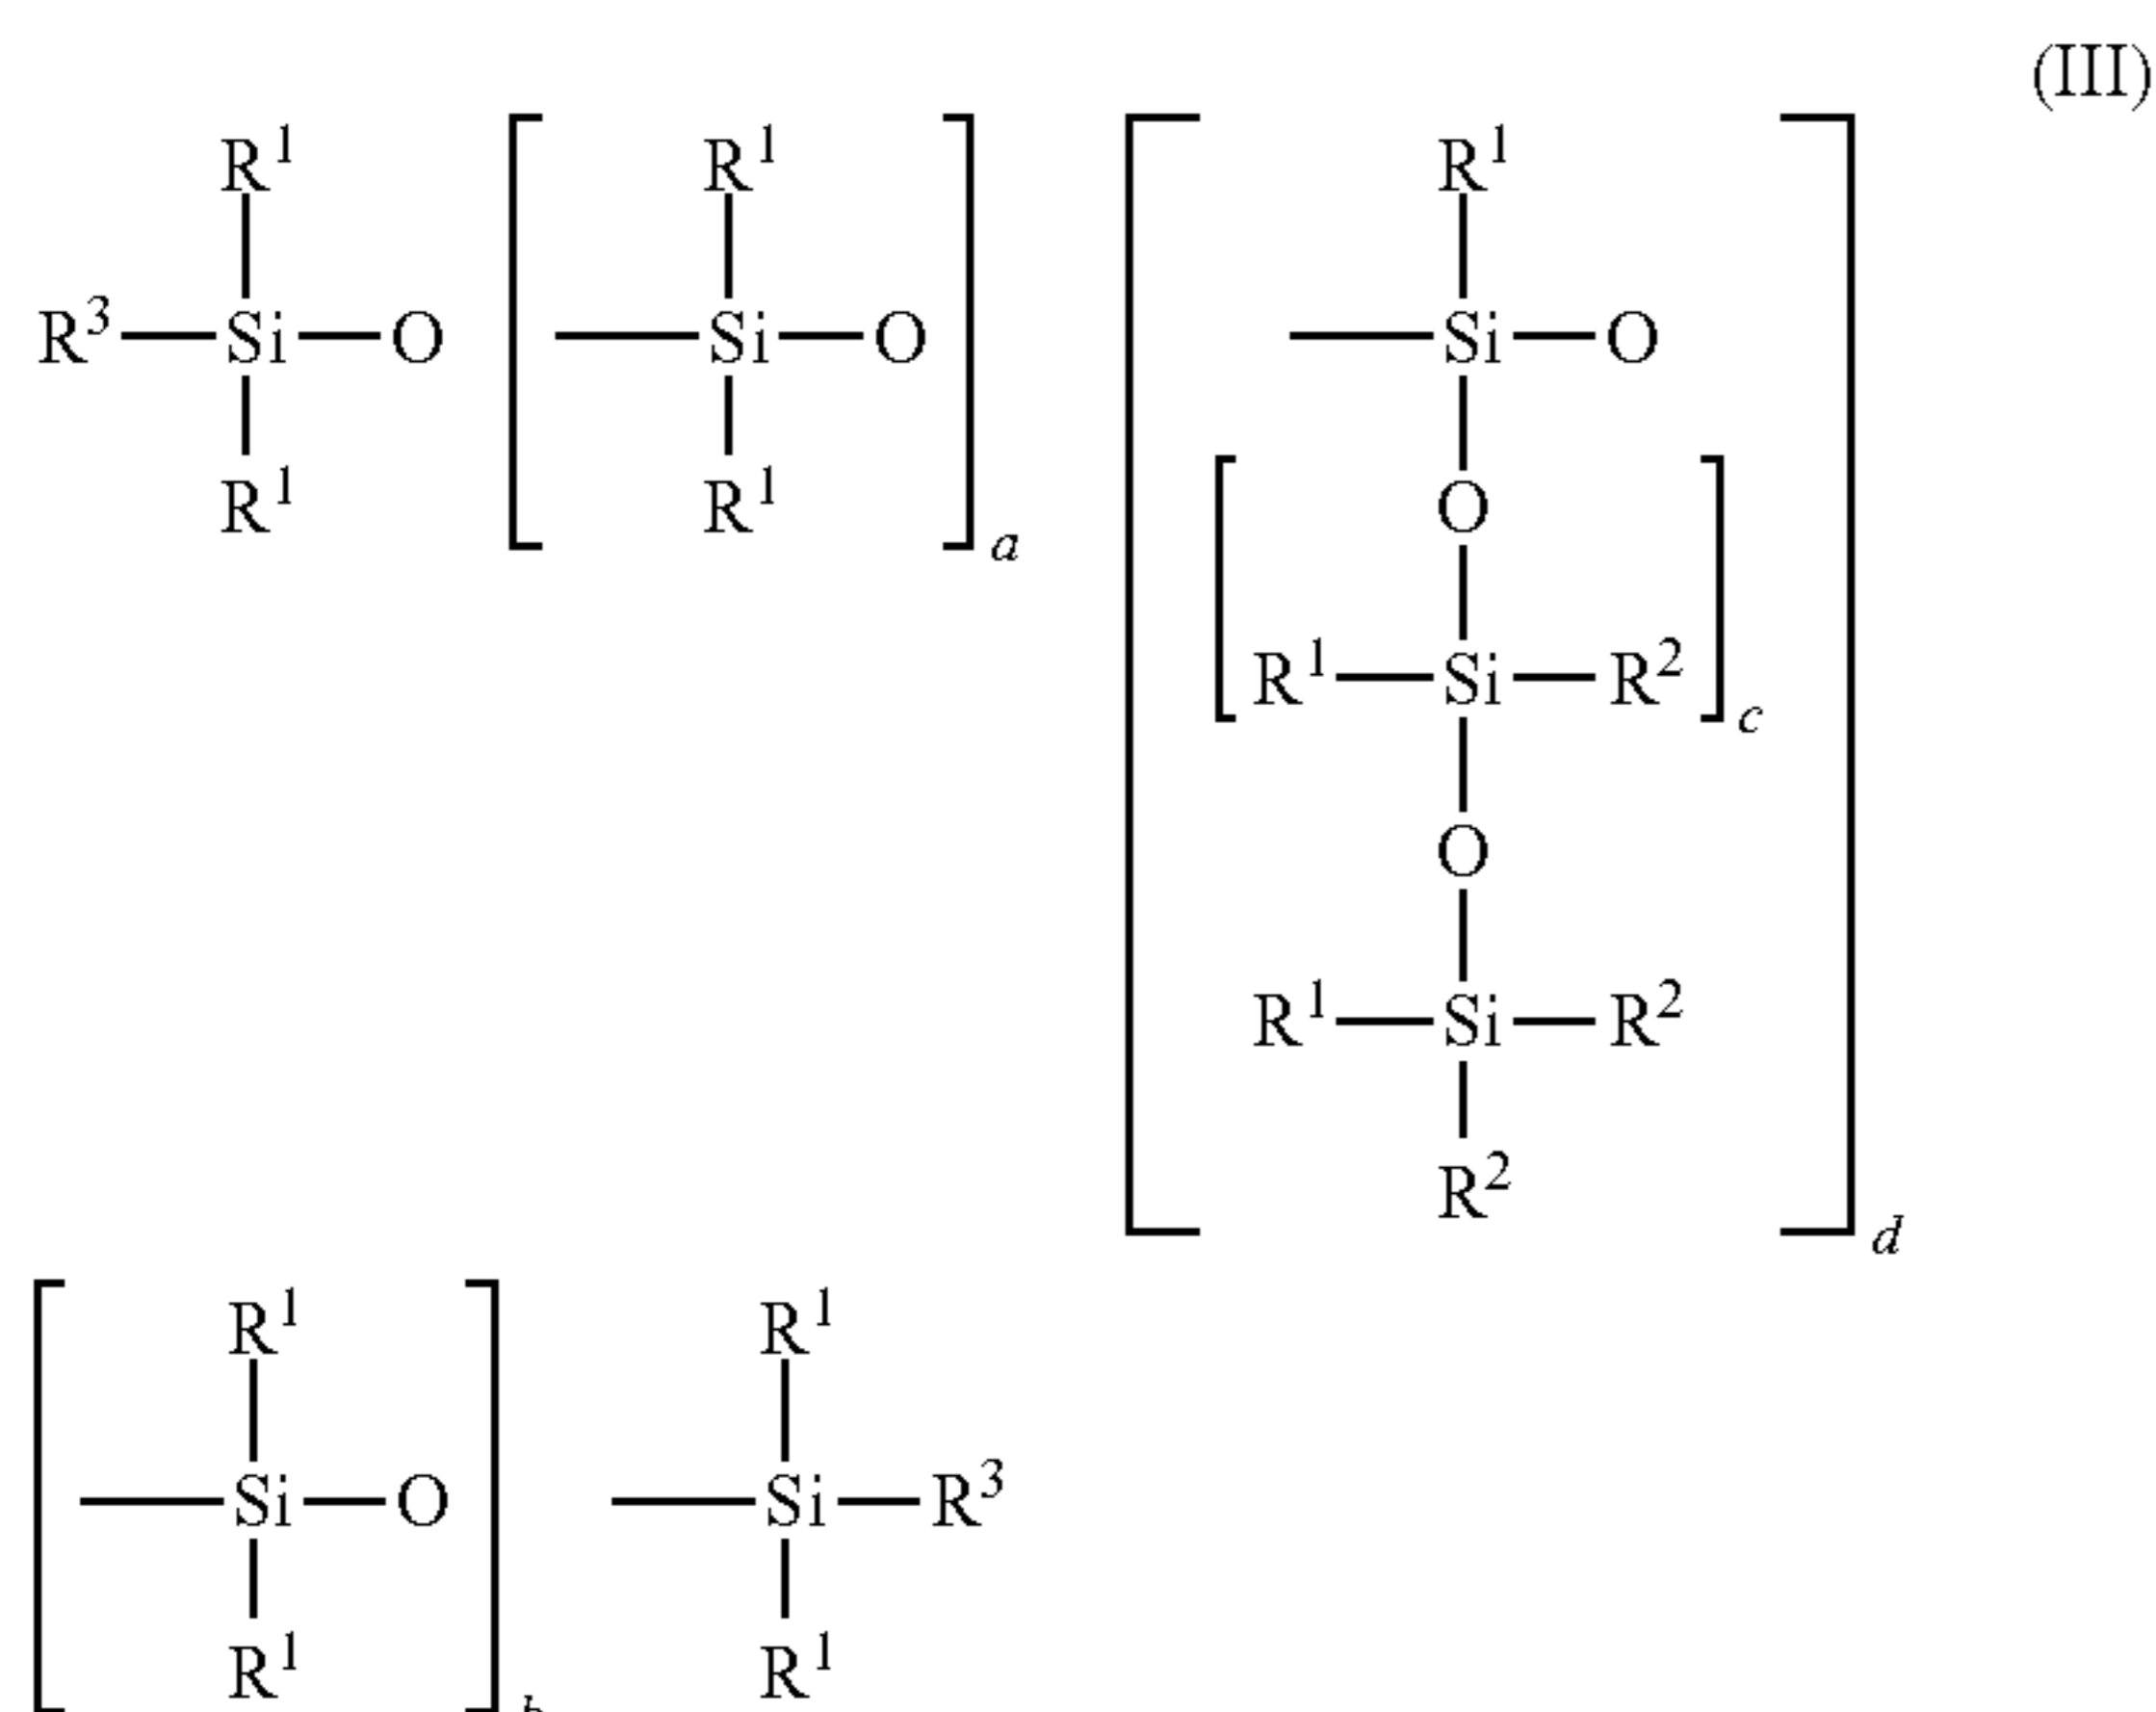 (III)
R¹ R¹ R¹
R³—Si—O [—Si—O]a [—Si—O
R¹ R¹ O
[R¹—Si—R²]c
O
R¹—Si—R²
R²]d
R¹ R¹
[—Si—O]b —Si—R³
R¹ R¹